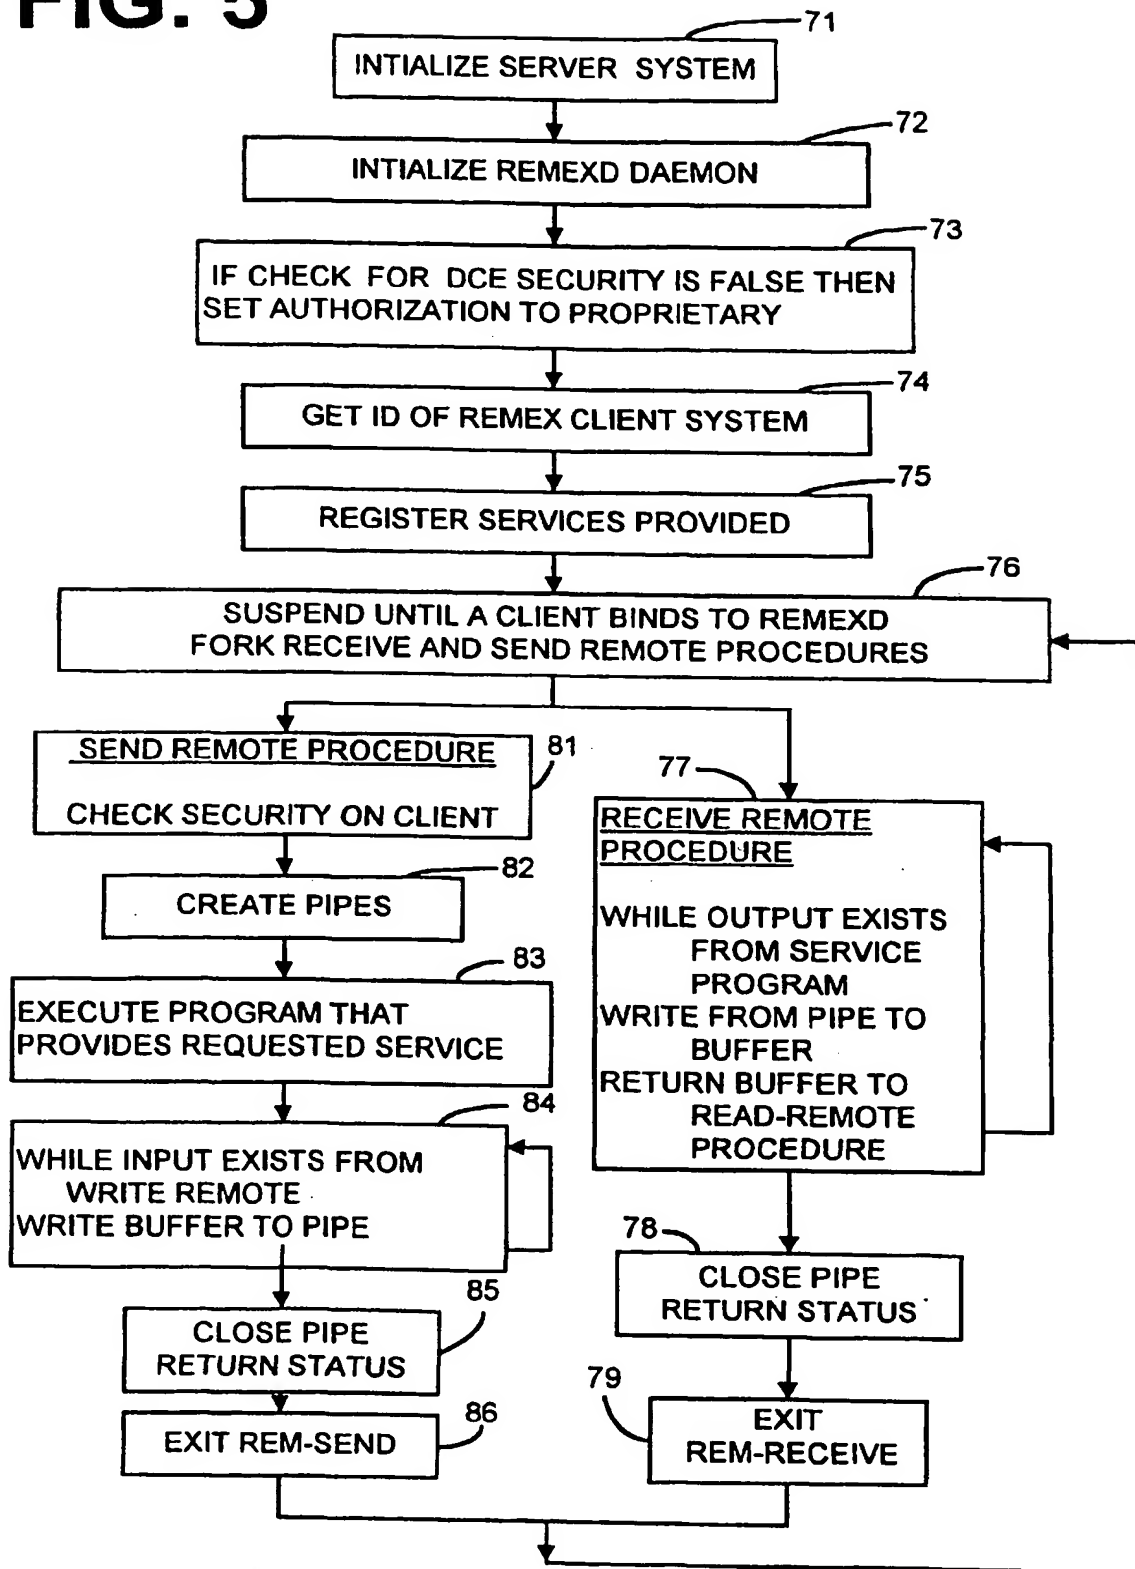 FIG. 5
71
INTIALIZE SERVER SYSTEM
72
INTIALIZE REMEXD DAEMON
73
IF CHECK FOR DCE SECURITY IS FALSE THEN
SET AUTHORIZATION TO PROPRIETARY
74
GET ID OF REMEX CLIENT SYSTEM
75
REGISTER SERVICES PROVIDED
76
SUSPEND UNTIL A CLIENT BINDS TO REMEXD
FORK RECEIVE AND SEND REMOTE PROCEDURES
81
SEND REMOTE PROCEDURE
CHECK SECURITY ON CLIENT
82
CREATE PIPES
83
EXECUTE PROGRAM THAT
PROVIDES REQUESTED SERVICE
84
WHILE INPUT EXISTS FROM
WRITE REMOTE
WRITE BUFFER TO PIPE
85
CLOSE PIPE
RETURN STATUS
86
EXIT REM-SEND
77
RECEIVE REMOTE
PROCEDURE
WHILE OUTPUT EXISTS
FROM SERVICE
PROGRAM
WRITE FROM PIPE TO
BUFFER
RETURN BUFFER TO
READ-REMOTE
PROCEDURE
78
CLOSE PIPE
RETURN STATUS
79
EXIT
REM-RECEIVE